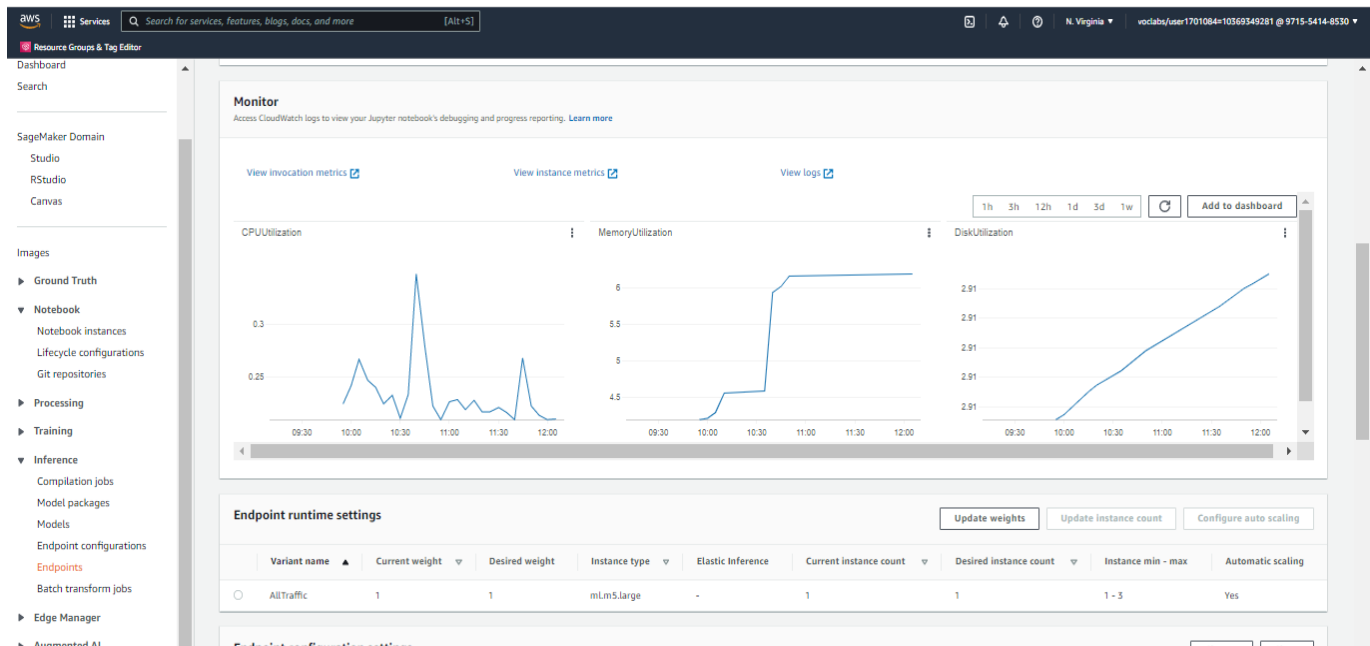 aws Services Search for services, features, blogs, docs, and more [Alt+S] N. Virginia voclabs/user1701084=10369349281 @ 9715-5414-8530
Resource Groups & Tag Editor
Dashboard
Search
SageMaker Domain
Studio
RStudio
Canvas
Images
Ground Truth
Notebook
Notebook instances
Lifecycle configurations
Git repositories
Processing
Training
Inference
Compilation jobs
Model packages
Models
Endpoint configurations
Endpoints
Batch transform jobs
Edge Manager
Augmented AI
Monitor
Access CloudWatch logs to view your Jupyter notebook's debugging and progress reporting. Learn more
View invocation metrics View instance metrics View logs
1h 3h 12h 1d 3d 1w Add to dashboard
CPUUtilization
0.3
0.25
09:30 10:00 10:30 11:00 11:30 12:00
MemoryUtilization
6
5.5
5
4.5
09:30 10:00 10:30 11:00 11:30 12:00
DiskUtilization
2.91
2.91
2.91
2.91
2.91
09:30 10:00 10:30 11:00 11:30 12:00
Endpoint runtime settings Update weights Update instance count Configure auto scaling
Variant name Current weight Desired weight Instance type Elastic Inference Current instance count Desired instance count Instance min - max Automatic scaling
AllTraffic 1 1 ml.m5.large - 1 1 1 - 3 Yes
Endpoint configuration settings